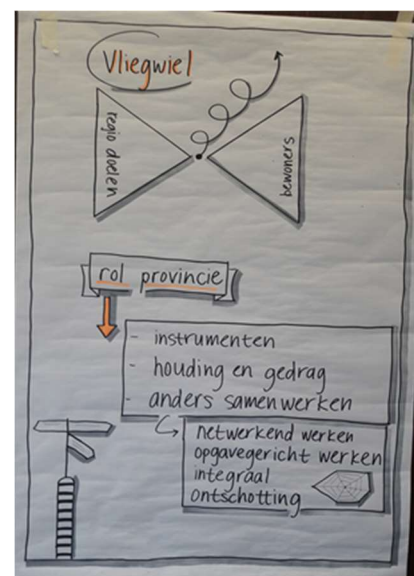 Vliegwiel
regio doelen
bewoners
rol provincie
- instrumenten
- houding en gedrag
- anders samenwerken
netwerkend werken
opgavegericht werken
integraal
ontschotting